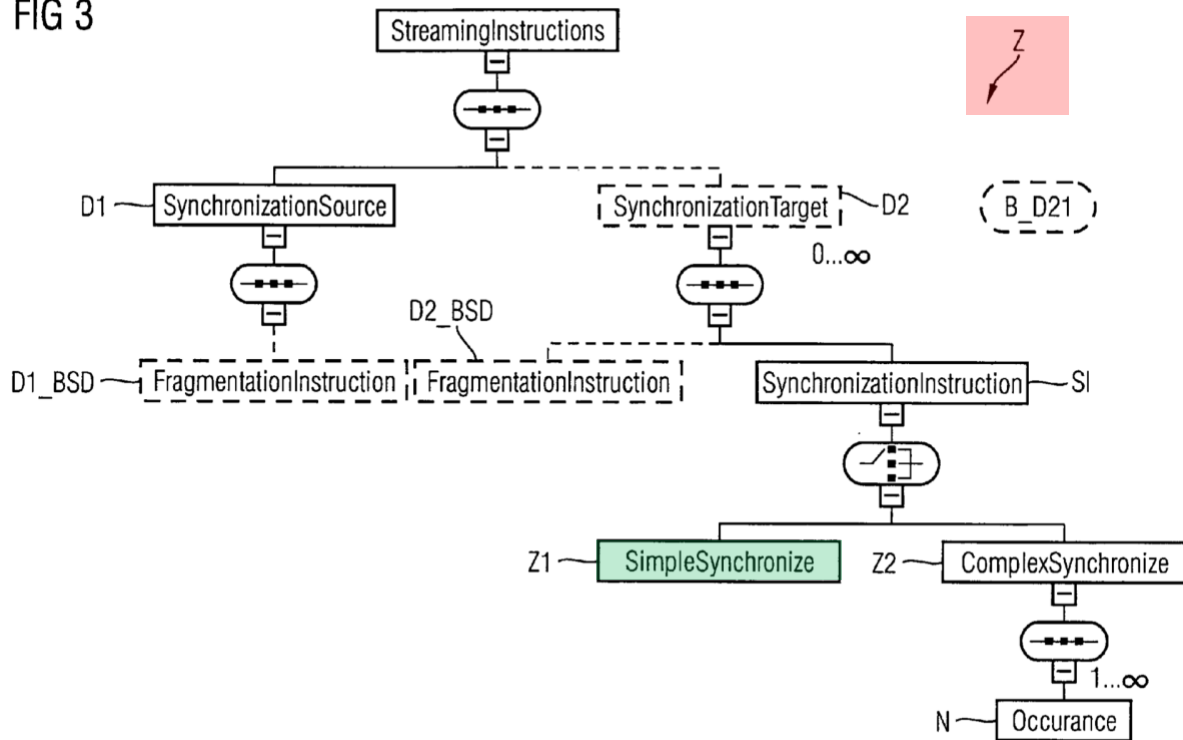 FIG 3
StreamingInstructions
Z
D1
SynchronizationSource
SynchronizationTarget
D2
B_D21
0...∞
D2_BSD
D1_BSD
FragmentationInstruction
FragmentationInstruction
SynchronizationInstruction
SI
Z1
SimpleSynchronize
Z2
ComplexSynchronize
1...∞
N
Occurance